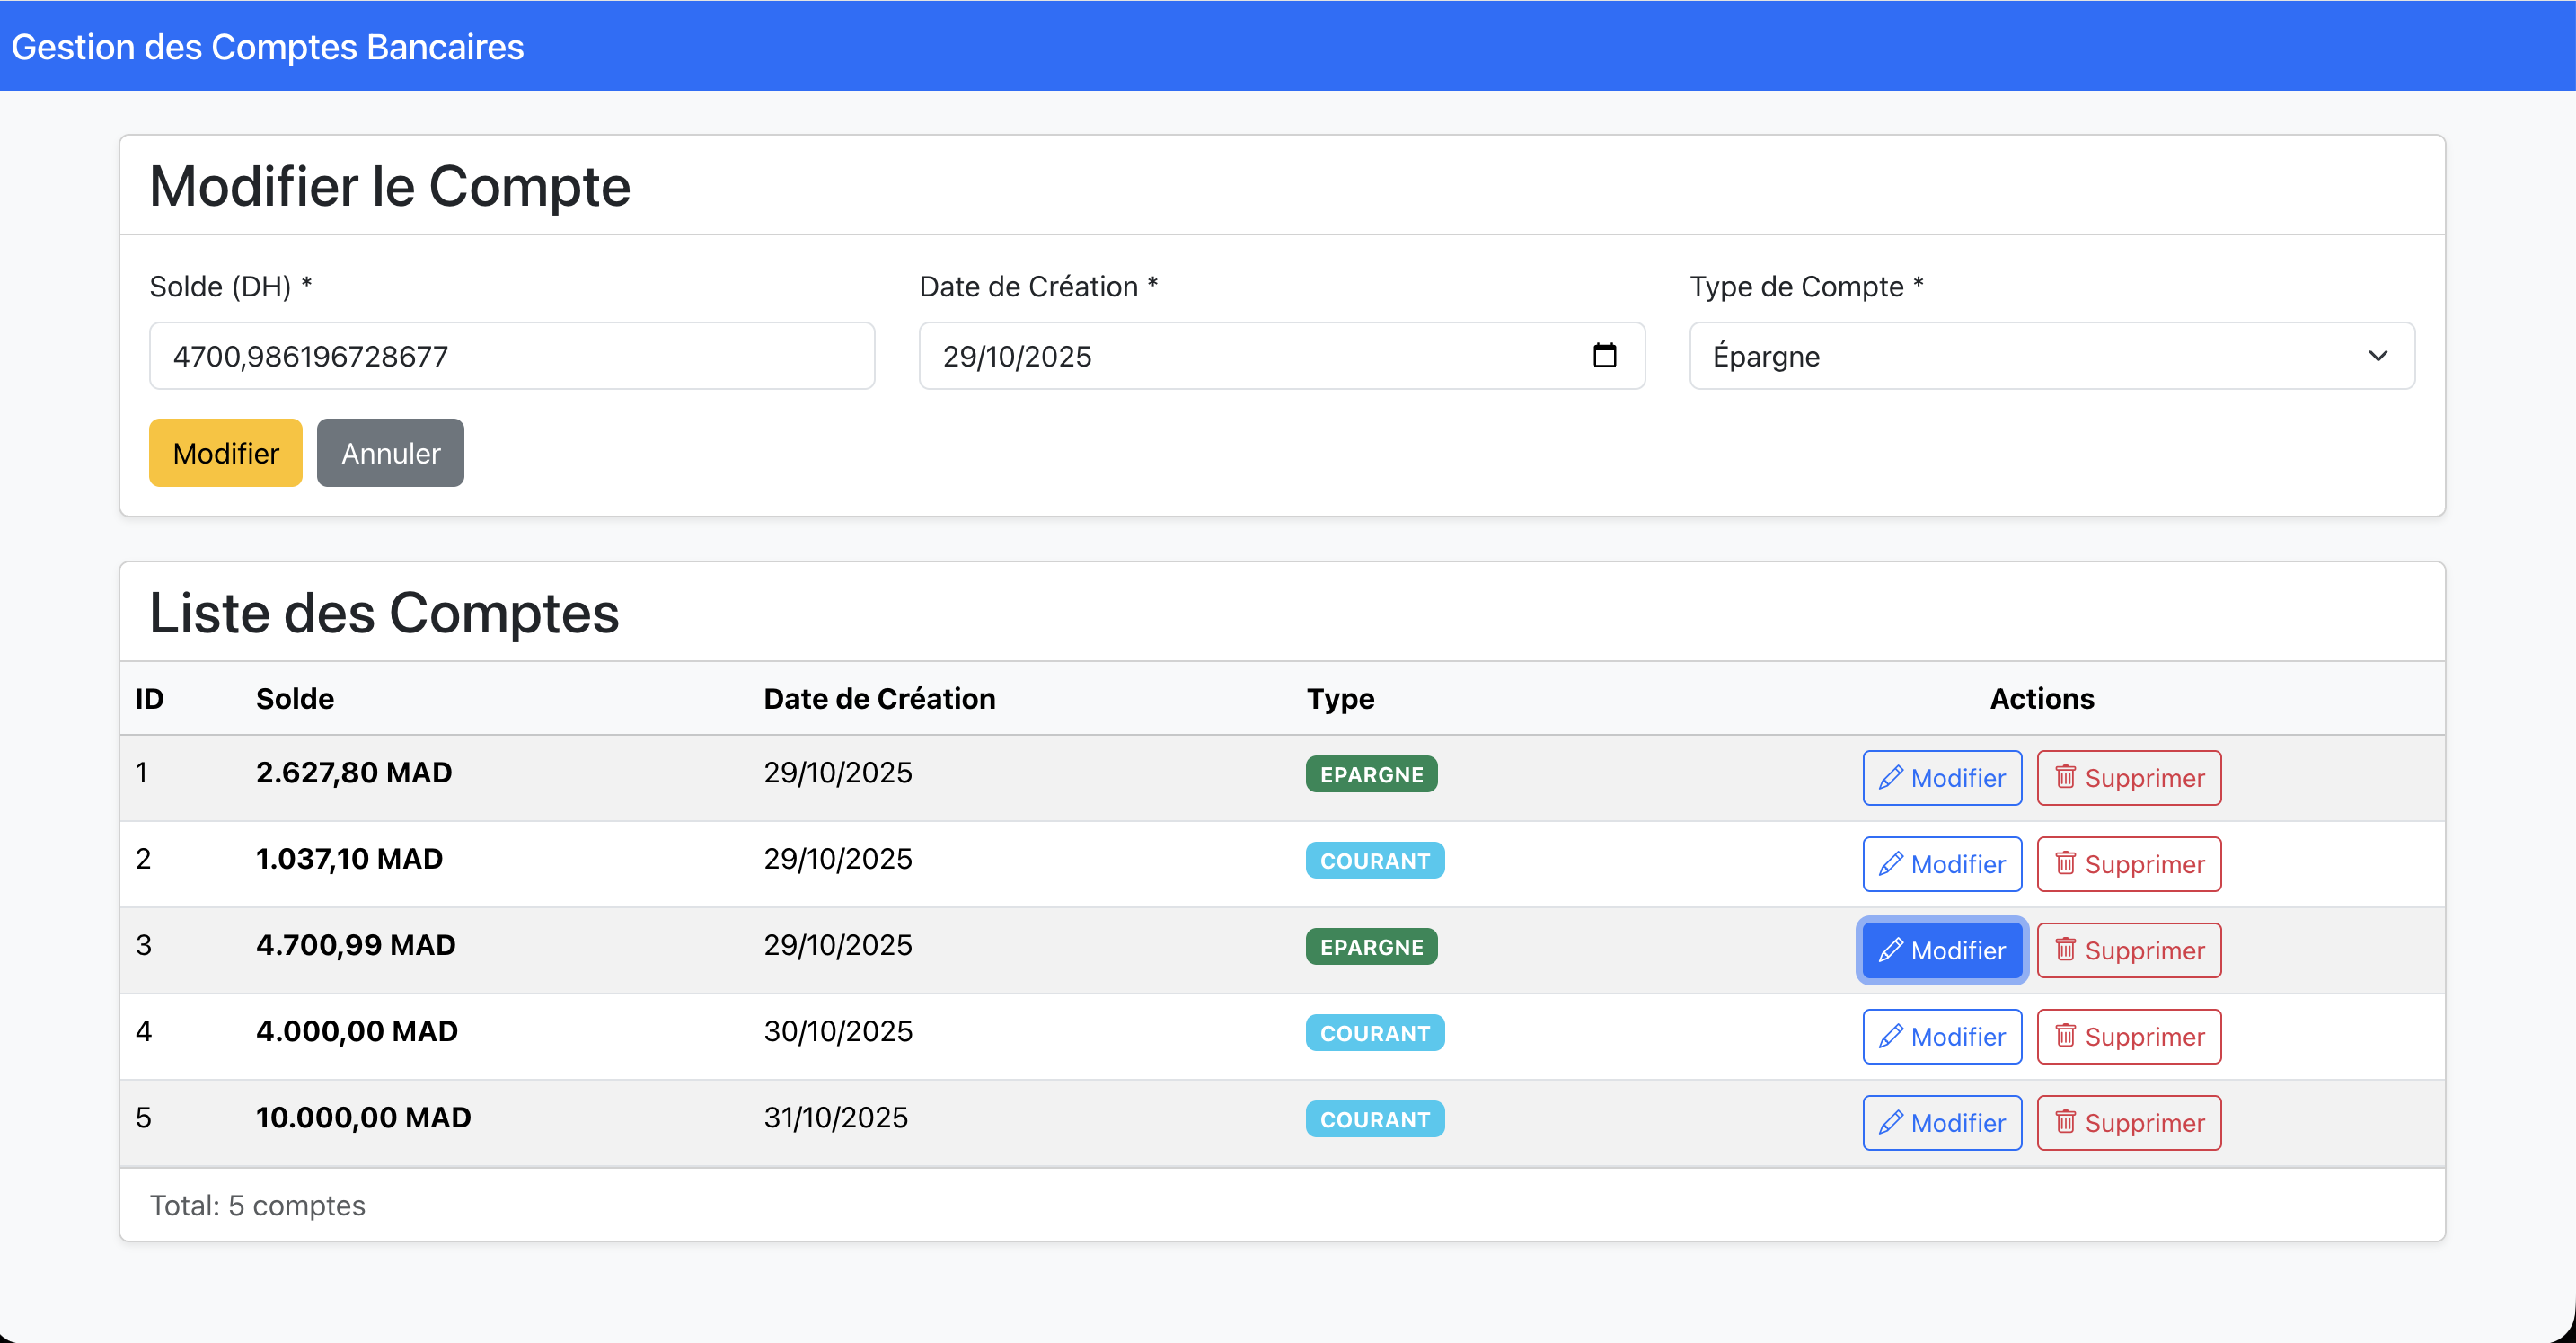 Gestion des Comptes Bancaires
Modifier le Compte
Solde (DH) * Date de Création * Type de Compte *
4700,986196728677 29/10/2025 Épargne
Modifier Annuler
Liste des Comptes
ID Solde Date de Création Type Actions
1 2.627,80 MAD 29/10/2025 EPARGNE Modifier Supprimer
2 1.037,10 MAD 29/10/2025 COURANT Modifier Supprimer
3 4.700,99 MAD 29/10/2025 EPARGNE Modifier Supprimer
4 4.000,00 MAD 30/10/2025 COURANT Modifier Supprimer
5 10.000,00 MAD 31/10/2025 COURANT Modifier Supprimer
Total: 5 comptes